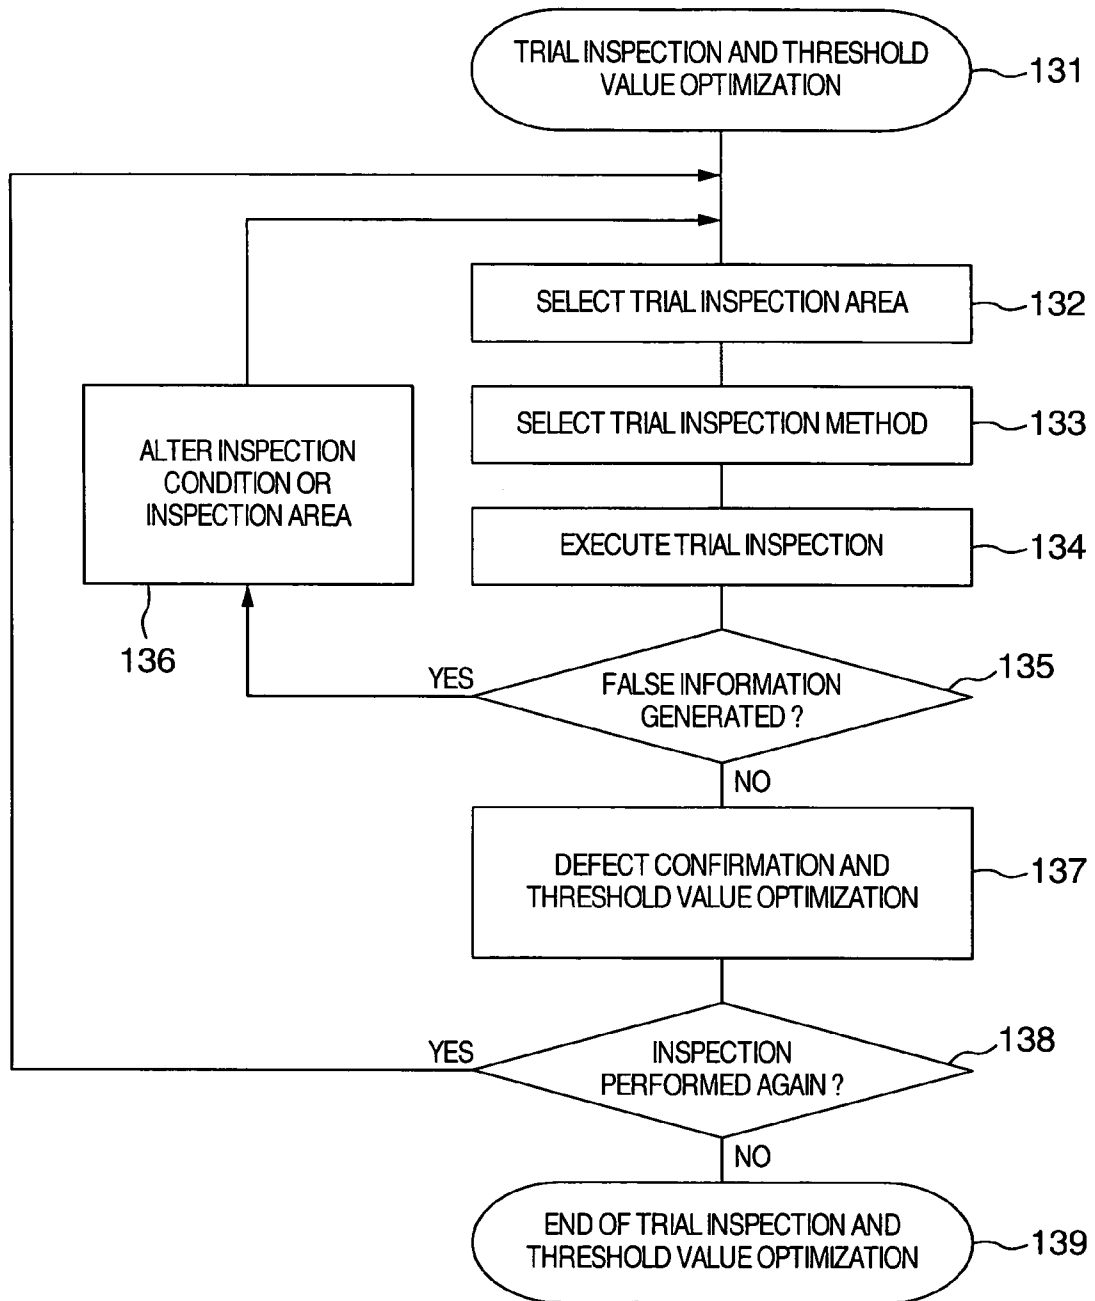 TRIAL INSPECTION AND THRESHOLD
VALUE OPTIMIZATION
131
SELECT TRIAL INSPECTION AREA
132
SELECT TRIAL INSPECTION METHOD
133
ALTER INSPECTION
CONDITION OR
INSPECTION AREA
136
EXECUTE TRIAL INSPECTION
134
YES
FALSE INFORMATION
GENERATED ?
135
NO
DEFECT CONFIRMATION AND
THRESHOLD VALUE OPTIMIZATION
137
YES
INSPECTION
PERFORMED AGAIN ?
138
NO
END OF TRIAL INSPECTION AND
THRESHOLD VALUE OPTIMIZATION
139